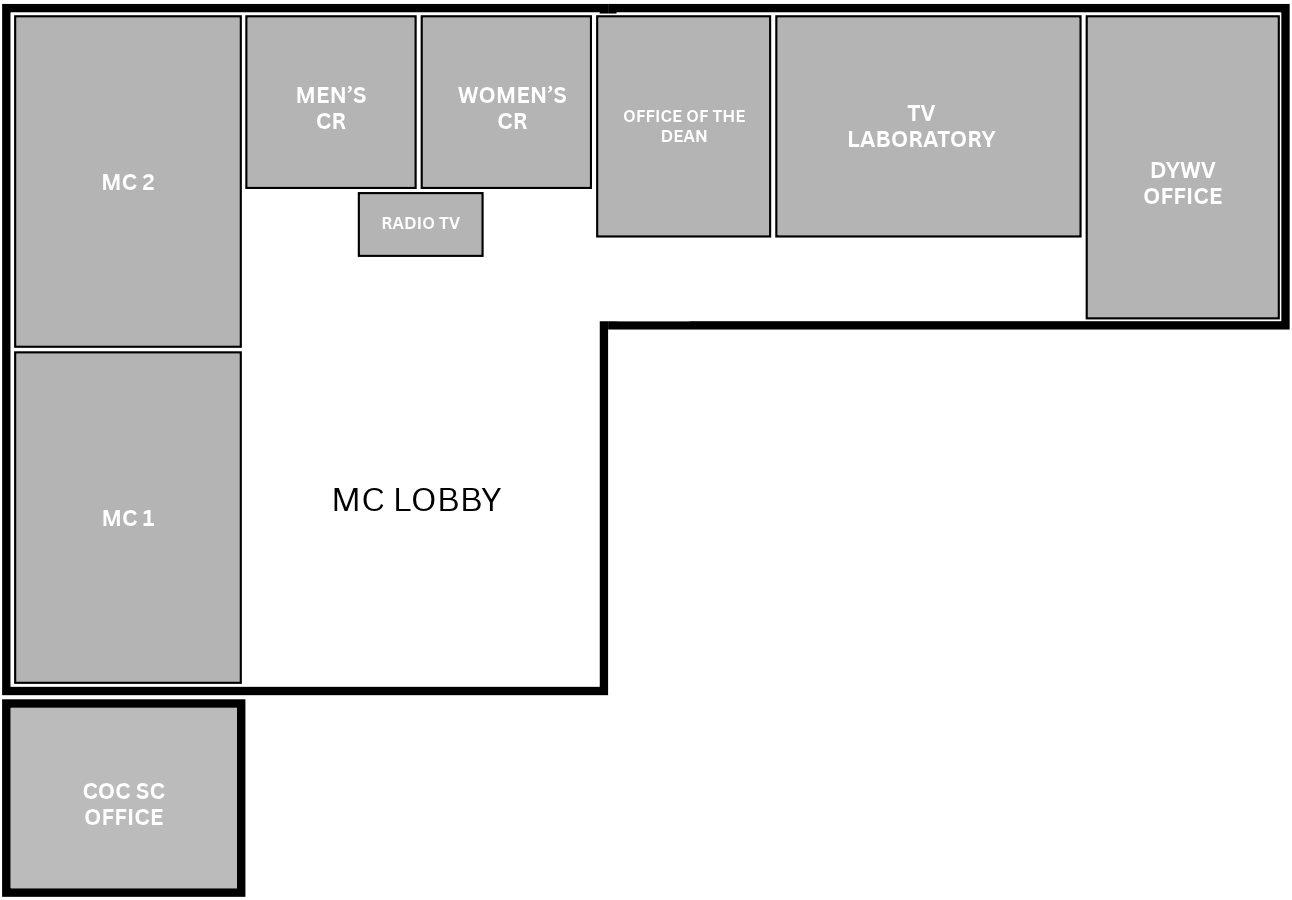 MEN’S
CR
WOMEN’S
CR
OFFICE OF THE
DEAN
TV
LABORATORY
MC 2
DYWV
OFFICE
RADIO TV
MC LOBBY
MC 1
COC SC
OFFICE